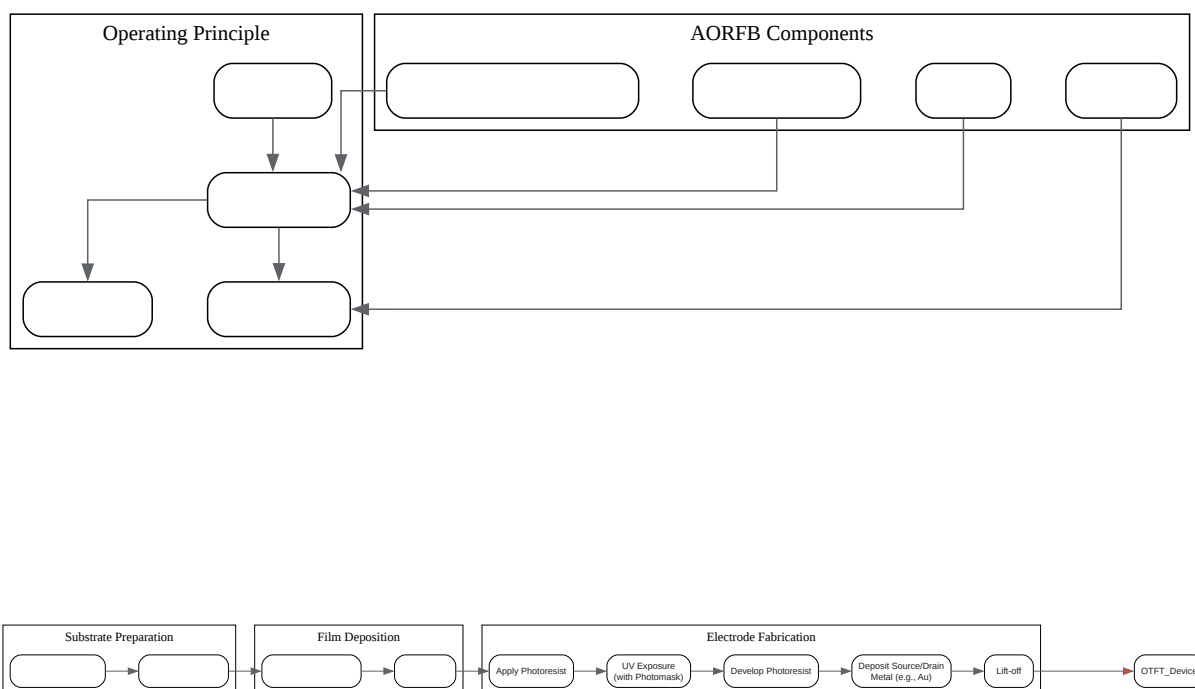 Operating Principle
AORFB Components
Substrate Preparation
Film Deposition
Electrode Fabrication
Apply Photoresist
UV Exposure
(with Photomask)
Develop Photoresist
Deposit Source/Drain
Metal (e.g., Au)
Lift-off
OTFT_Device